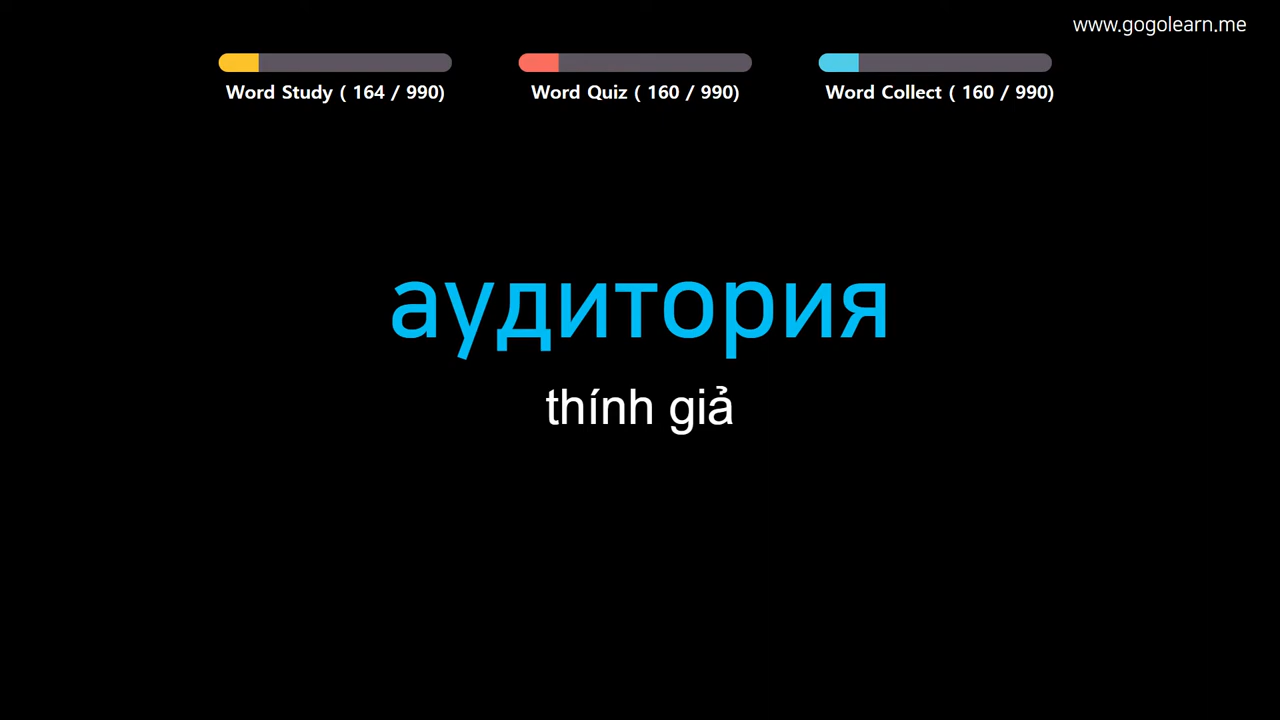 www.gogolearn.me
Word Study ( 164 / 990)
Word Quiz ( 160 / 990)
Word Collect ( 160 / 990)
аудитория
thính giả